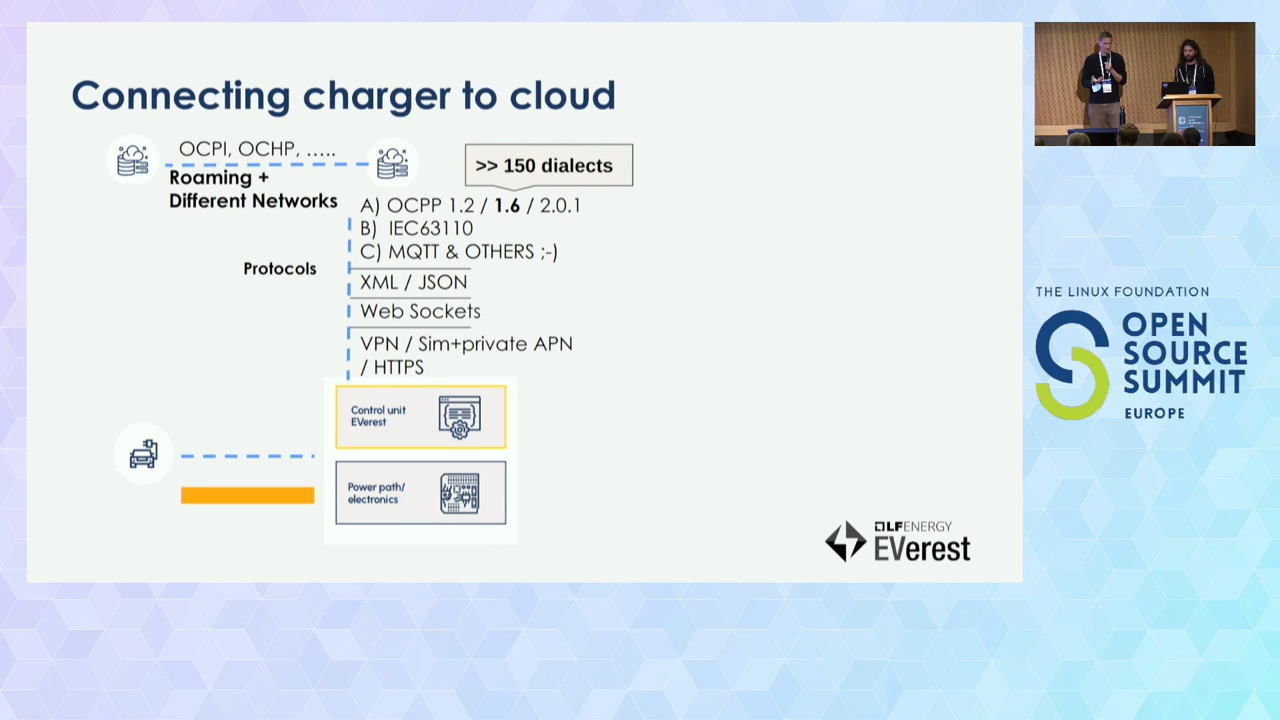 Connecting charger to cloud
OCPI, OCHP, .....
Roaming +
Different Networks
>> 150 dialects
A) OCPP 1.2 / 1.6 / 2.0.1
B) IEC63110
C) MQTT & OTHERS ;-)
Protocols
XML / JSON
Web Sockets
VPN / Sim+private APN
/ HTTPS
Control unit
EVerest
Power path/
electronics
LFENERGY
EVerest
THE LINUX FOUNDATION
OPEN
SOURCE
SUMMIT
EUROPE